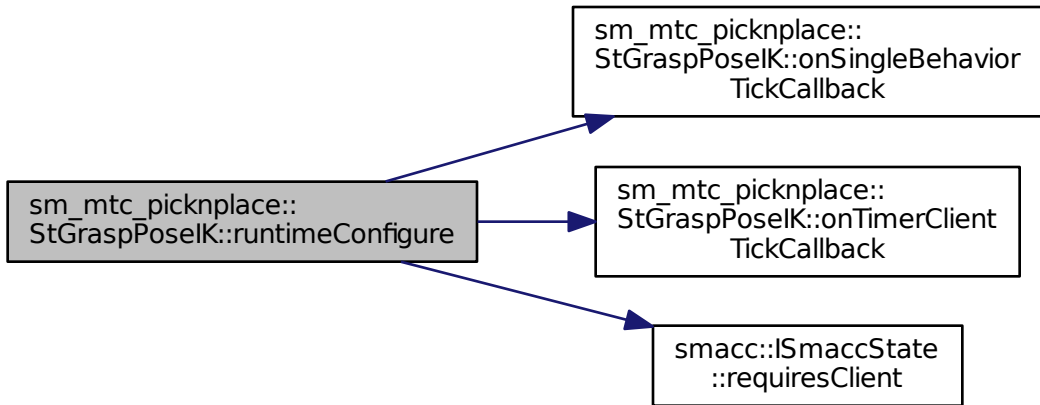 sm_mtc_picknplace::
StGraspPoseIK::onSingleBehavior
TickCallback
sm_mtc_picknplace::
StGraspPoseIK::runtimeConfigure
sm_mtc_picknplace::
StGraspPoseIK::onTimerClient
TickCallback
smacc::ISmaccState
::requiresClient